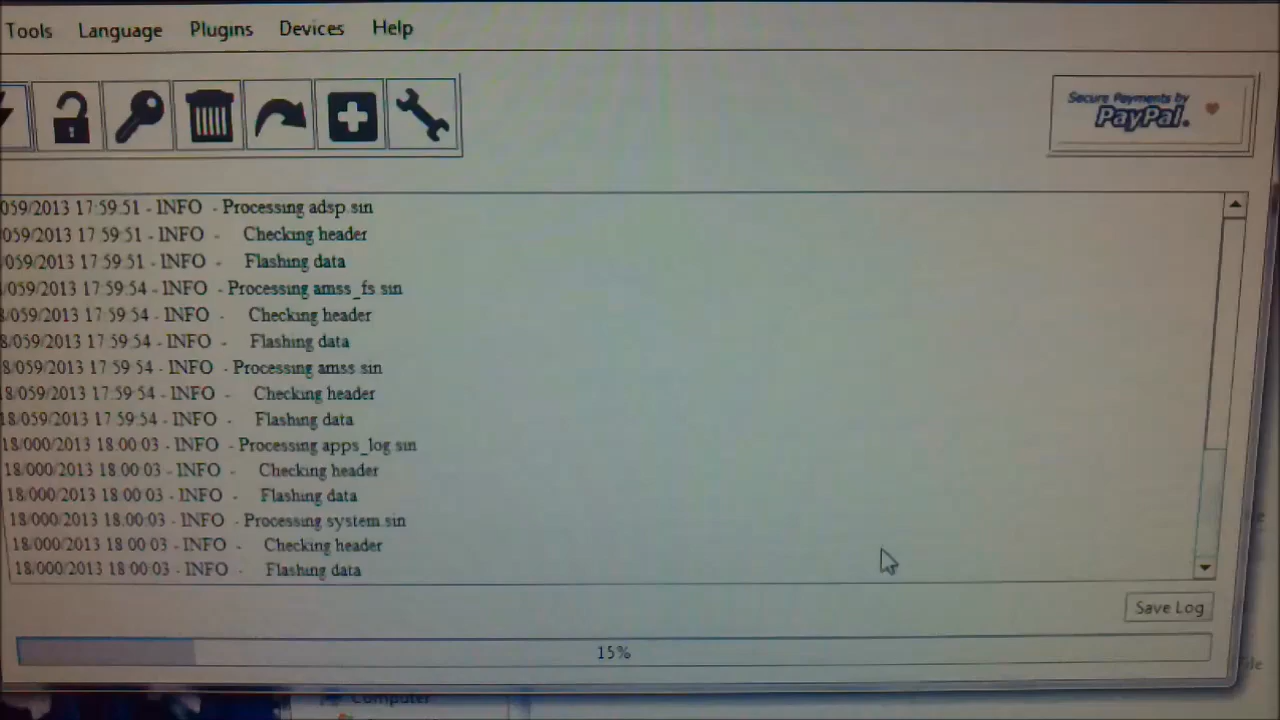 Tools Language Plugins Devices Help
Secure Payments by
PayPal.
059/2013 17:59:51 - INFO - Processing adsp.sin
059/2013 17:59:51 - INFO - Checking header
/059/2013 17:59:51 - INFO - Flashing data
/059/2013 17:59:54 - INFO - Processing amss_fs.sin
8/059/2013 17:59:54 - INFO - Checking header
8/059/2013 17:59:54 - INFO - Flashing data
8/059/2013 17:59:54 - INFO - Processing amss.sin
18/059/2013 17:59:54 - INFO - Checking header
18/059/2013 17:59:54 - INFO - Flashing data
18/000/2013 18:00:03 - INFO - Processing apps_log.sin
18/000/2013 18:00:03 - INFO - Checking header
18/000/2013 18:00:03 - INFO - Flashing data
18/000/2013 18:00:03 - INFO - Processing system.sin
18/000/2013 18:00:03 - INFO - Checking header
18/000/2013 18:00:03 - INFO - Flashing data
Save Log
15%
Computer